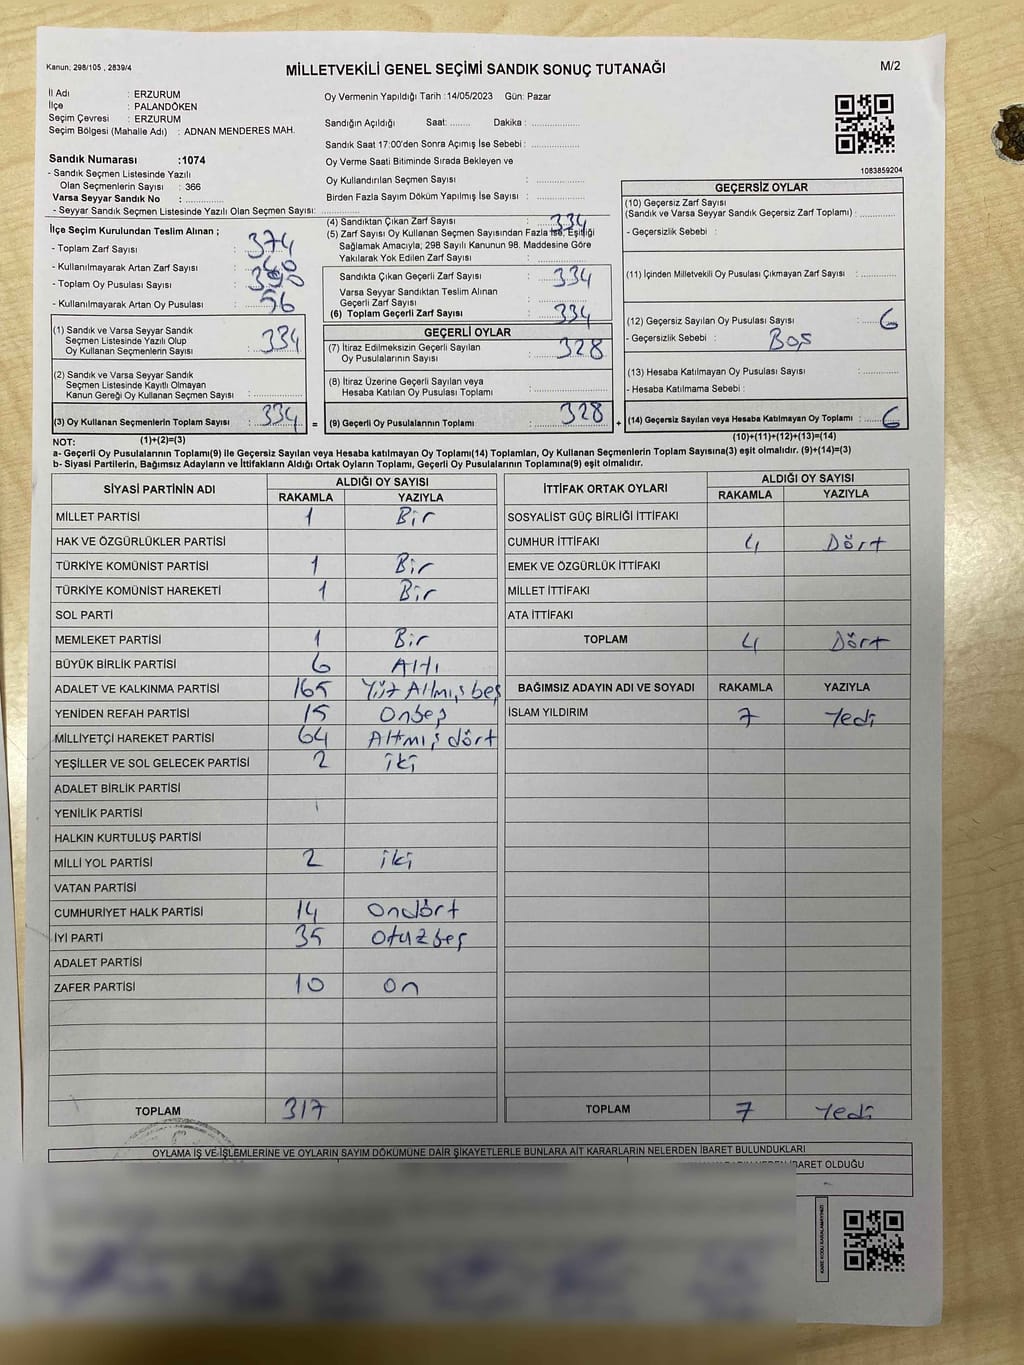 Kanun; 298/105 , 2839/4
MİLLETVEKİLİ GENEL SEÇİMİ SANDIK SONUÇ TUTANAĞI
M/2
İl Adı : ERZURUM
İlçe : PALANDÖKEN
Seçim Çevresi : ERZURUM
Seçim Bölgesi (Mahalle Adı) : ADNAN MENDERES MAH.
Sandık Numarası :1074
- Sandık Seçmen Listesinde Yazılı
Olan Seçmenlerin Sayısı : 366
Varsa Seyyar Sandık No :
- Seyyar Sandık Seçmen Listesinde Yazılı Olan Seçmen Sayısı:
Oy Vermenin Yapıldığı Tarih :14/05/2023 Gün: Pazar
Sandığın Açıldığı Saat: Dakika :
Sandık Saat 17:00'den Sonra Açımış İse Sebebi :
Oy Verme Saati Bitiminde Sırada Bekleyen ve
Oy Kullandırılan Seçmen Sayısı :
Birden Fazla Sayım Döküm Yapılmış İse Sayısı :
1083859204
İlçe Seçim Kurulundan Teslim Alınan ;
- Toplam Zarf Sayısı : 374
- Kullanılmayarak Artan Zarf Sayısı : 40
- Toplam Oy Pusulası Sayısı : 390
- Kullanılmayarak Artan Oy Pusulası : 56
(1) Sandık ve Varsa Seyyar Sandık
Seçmen Listesinde Yazılı Olup
Oy Kullanan Seçmenlerin Sayısı : 334
(2) Sandık ve Varsa Seyyar Sandık
Seçmen Listesinde Kayıtlı Olmayan
Kanun Gereği Oy Kullanan Seçmen Sayısı :
(3) Oy Kullanan Seçmenlerin Toplam Sayısı : 334
=
(4) Sandıktan Çıkan Zarf Sayısı : 334
(5) Zarf Sayısı Oy Kullanan Seçmen Sayısından Fazla İse, Eşitliği
Sağlamak Amacıyla; 298 Sayılı Kanunun 98. Maddesine Göre
Yakılarak Yok Edilen Zarf Sayısı :
Sandıkta Çıkan Geçerli Zarf Sayısı : 334
Varsa Seyyar Sandıktan Teslim Alınan
Geçerli Zarf Sayısı :
(6) Toplam Geçerli Zarf Sayısı : 334
GEÇERLİ OYLAR
(7) İtiraz Edilmeksizin Geçerli Sayılan
Oy Pusulalarının Sayısı : 328
(8) İtiraz Üzerine Geçerli Sayılan veya
Hesaba Katılan Oy Pusulası Toplamı :
(9) Geçerli Oy Pusulalarının Toplamı : 328
+
GEÇERSİZ OYLAR
(10) Geçersiz Zarf Sayısı
(Sandık ve Varsa Seyyar Sandık Geçersiz Zarf Toplamı) :
- Geçersizlik Sebebi :
(11) İçinden Milletvekili Oy Pusulası Çıkmayan Zarf Sayısı :
(12) Geçersiz Sayılan Oy Pusulası Sayısı : 6
- Geçersizlik Sebebi : Boş
(13) Hesaba Katılmayan Oy Pusulası Sayısı :
- Hesaba Katılmama Sebebi :
(14) Geçersiz Sayılan veya Hesaba Katılmayan Oy Toplamı : 6
NOT: (1)+(2)=(3)
(10)+(11)+(12)+(13)=(14)
a- Geçerli Oy Pusulalarının Toplamı(9) ile Geçersiz Sayılan veya Hesaba katılmayan Oy Toplamı(14) Toplamları, Oy Kullanan Seçmenlerin Toplam Sayısına(3) eşit olmalıdır. (9)+(14)=(3)
b- Siyasi Partilerin, Bağımsız Adayların ve İttifakların Aldığı Ortak Oyların Toplamı, Geçerli Oy Pusulalarının Toplamına(9) eşit olmalıdır.
SİYASİ PARTİNİN ADI ALDIĞI OY SAYISI
RAKAMLA YAZIYLA
MİLLET PARTİSİ 1 Bir
HAK VE ÖZGÜRLÜKLER PARTİSİ
TÜRKİYE KOMÜNİST PARTİSİ 1 Bir
TÜRKİYE KOMÜNİST HAREKETİ 1 Bir
SOL PARTİ
MEMLEKET PARTİSİ 1 Bir
BÜYÜK BİRLİK PARTİSİ 6 Altı
ADALET VE KALKINMA PARTİSİ 165 Yüz Altmış beş
YENİDEN REFAH PARTİSİ 15 Onbeş
MİLLİYETÇİ HAREKET PARTİSİ 64 Altmış dört
YEŞİLLER VE SOL GELECEK PARTİSİ 2 iki
ADALET BİRLİK PARTİSİ
YENİLİK PARTİSİ
HALKIN KURTULUŞ PARTİSİ
MİLLİ YOL PARTİSİ 2 iki
VATAN PARTİSİ
CUMHURİYET HALK PARTİSİ 14 Ondört
İYİ PARTİ 35 Otuzbeş
ADALET PARTİSİ
ZAFER PARTİSİ 10 On
TOPLAM 317
İTTİFAK ORTAK OYLARI ALDIĞI OY SAYISI
RAKAMLA YAZIYLA
SOSYALİST GÜÇ BİRLİĞİ İTTİFAKI
CUMHUR İTTİFAKI 4 Dört
EMEK VE ÖZGÜRLÜK İTTİFAKI
MİLLET İTTİFAKI
ATA İTTİFAKI
TOPLAM 4 Dört
BAĞIMSIZ ADAYIN ADI VE SOYADI RAKAMLA YAZIYLA
İSLAM YILDIRIM 7 Yedi
TOPLAM 7 Yedi
OYLAMA İŞ VE İŞLEMLERİNE VE OYLARIN SAYIM DÖKÜMÜNE DAİR ŞİKAYETLERLE BUNLARA AİT KARARLARIN NELERDEN İBARET BULUNDUKLARI
İBARET OLDUĞU
KARE KODU KARALAMAYINIZ!